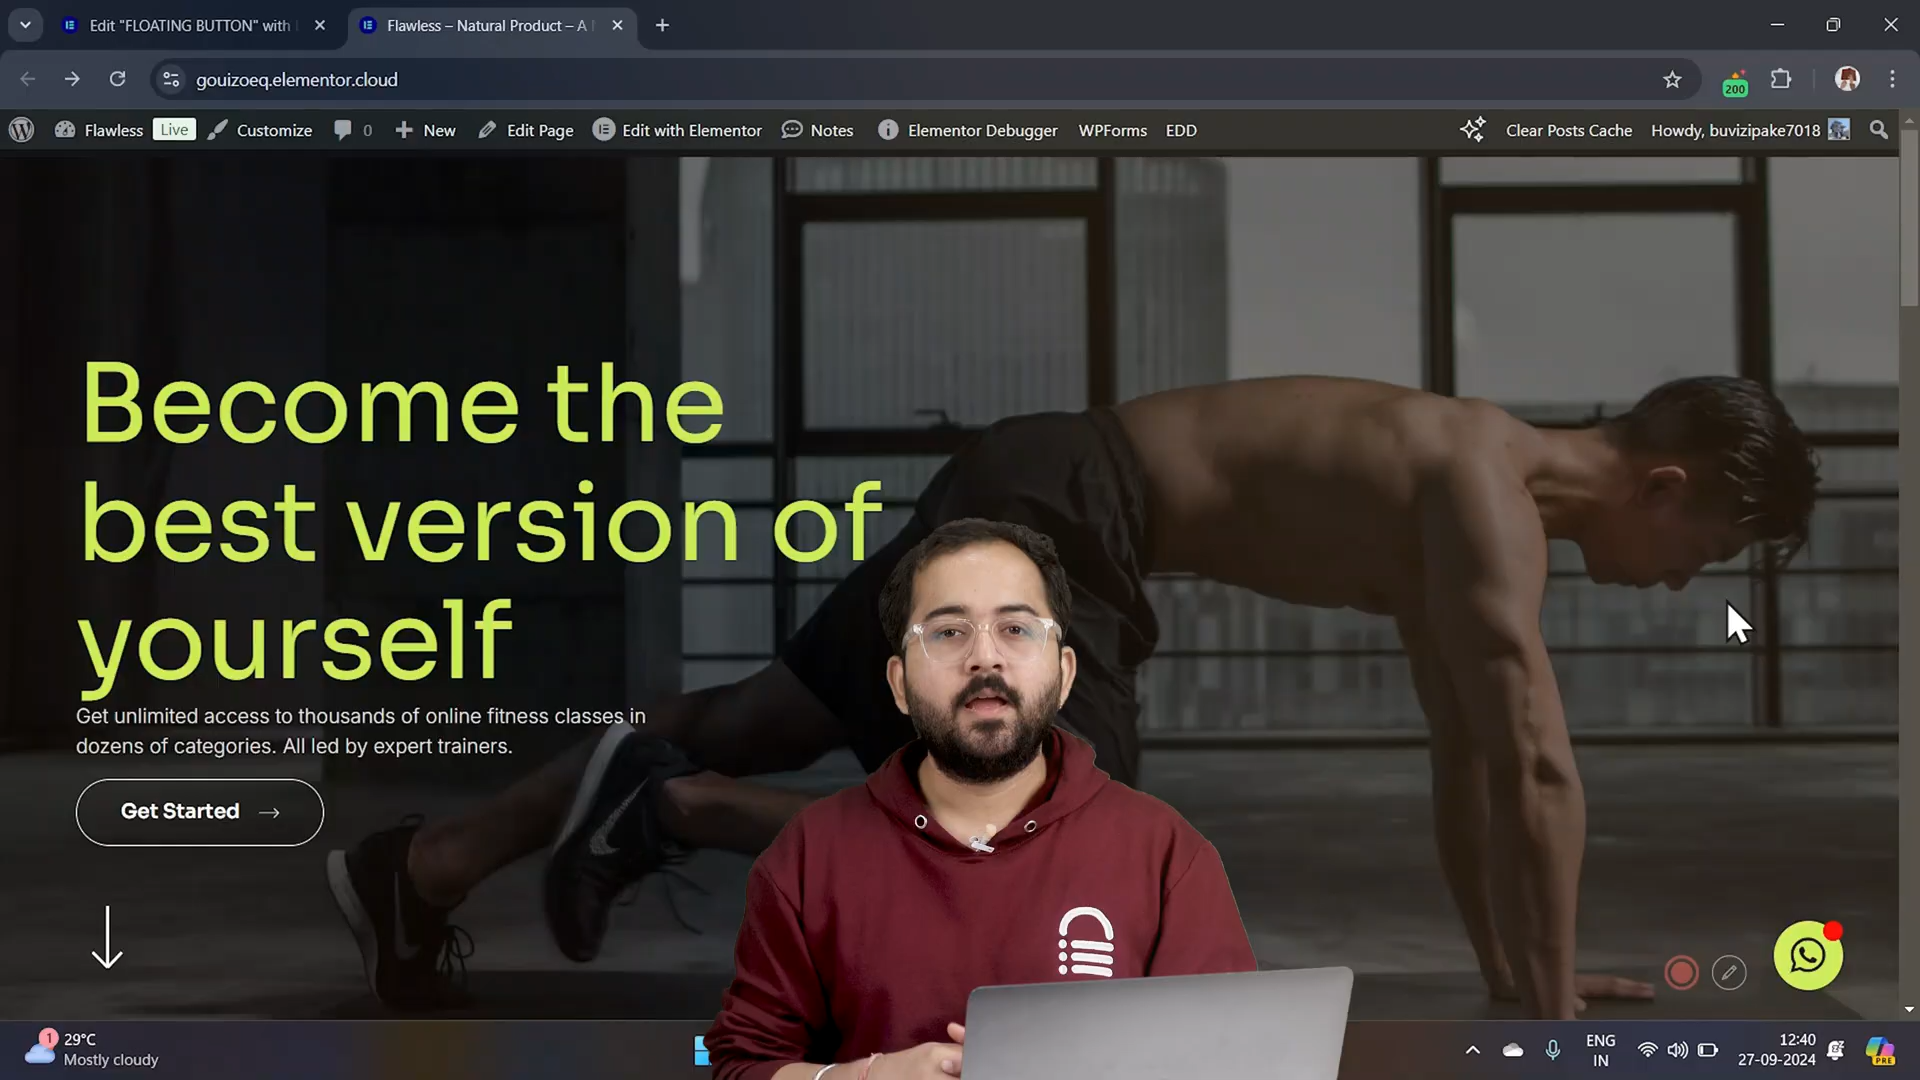 Edit "FLOATING BUTTON" with
Flawless – Natural Product – A
gouizoeq.elementor.cloud
200
Flawless Live Customize 0 New Edit Page Edit with Elementor Notes Elementor Debugger WPForms EDD Clear Posts Cache Howdy, buvizipake7018
Become the
best version of
yourself
Get unlimited access to thousands of online fitness classes in
dozens of categories. All led by expert trainers.
Get Started
1
29°C
Mostly cloudy
ENG
IN
12:40
27-09-2024
PRE